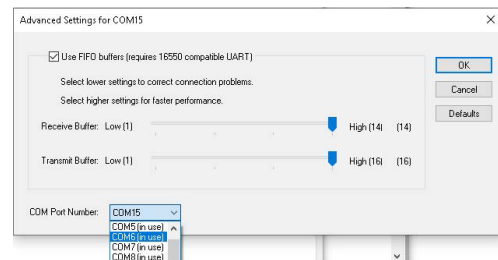 Advanced Settings for COM15
Use FIFO buffers (requires 16550 compatible UART)
OK
Select lower settings to correct connection problems.
Cancel
Select higher settings for faster performance.
Defaults
Receive Buffer: Low (1) High (14) (14)
Transmit Buffer: Low (1) High (16) (16)
COM Port Number: COM15
COM5 (in use)
COM6 (in use)
COM7 (in use)
COM8 (in use)